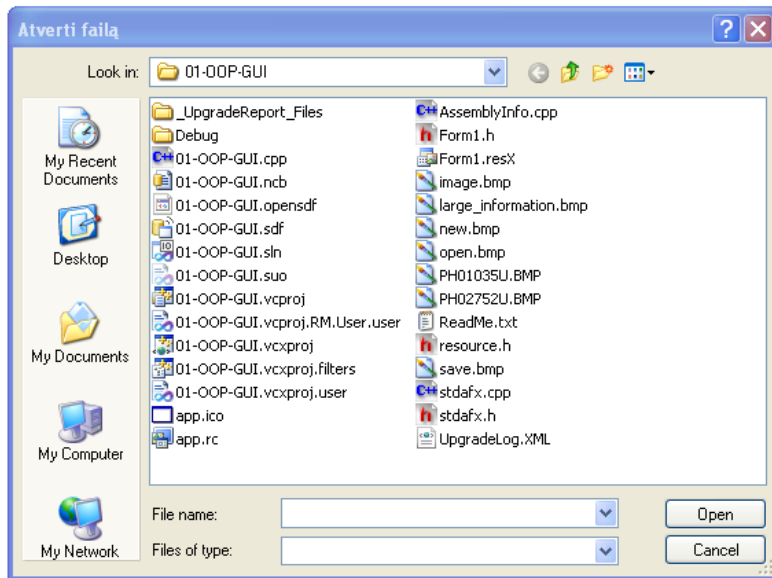 Atverti failą
Look in: 01-OOP-GUI
My Recent
Documents
Desktop
My Documents
My Computer
My Network
_UpgradeReport_Files
Debug
01-OOP-GUI.cpp
01-OOP-GUI.ncb
01-OOP-GUI.opensdf
01-OOP-GUI.sdf
01-OOP-GUI.sln
01-OOP-GUI.suo
01-OOP-GUI.vcproj
01-OOP-GUI.vcproj.RM.User.user
01-OOP-GUI.vcxproj
01-OOP-GUI.vcxproj.filters
01-OOP-GUI.vcxproj.user
app.ico
app.rc
AssemblyInfo.cpp
Form1.h
Form1.resX
image.bmp
large_information.bmp
new.bmp
open.bmp
PH01035U.BMP
PH02752U.BMP
ReadMe.txt
resource.h
save.bmp
stdafx.cpp
stdafx.h
UpgradeLog.XML
File name: Open
Files of type: Cancel